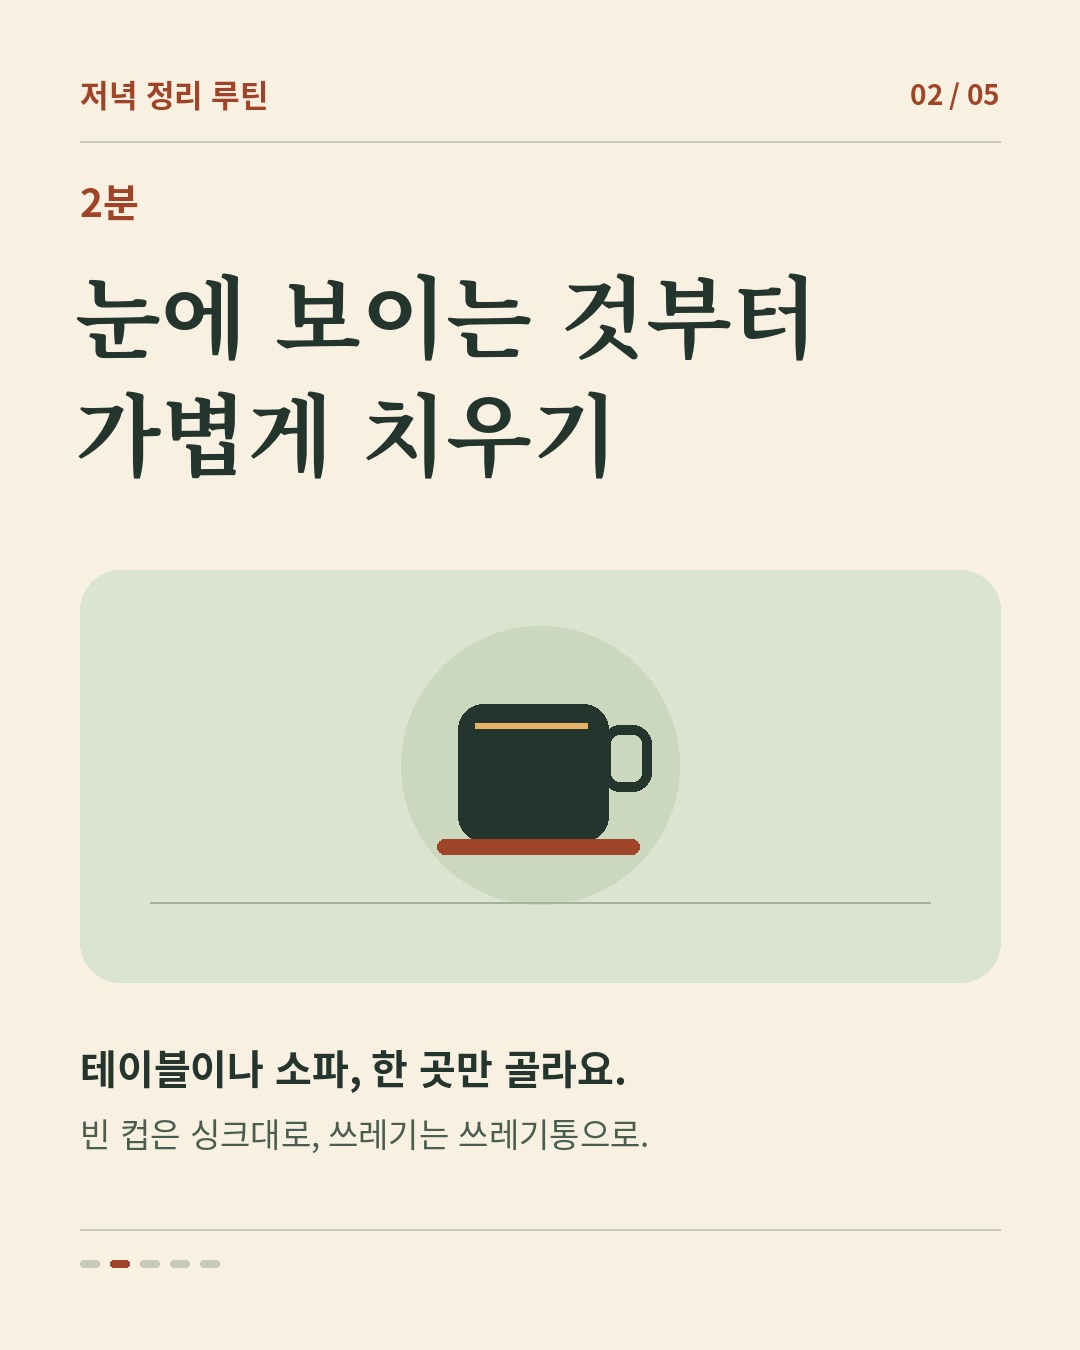 저녁 정리 루틴
02 / 05
2분
눈에 보이는 것부터
가볍게 치우기
테이블이나 소파, 한 곳만 골라요.
빈 컵은 싱크대로, 쓰레기는 쓰레기통으로.